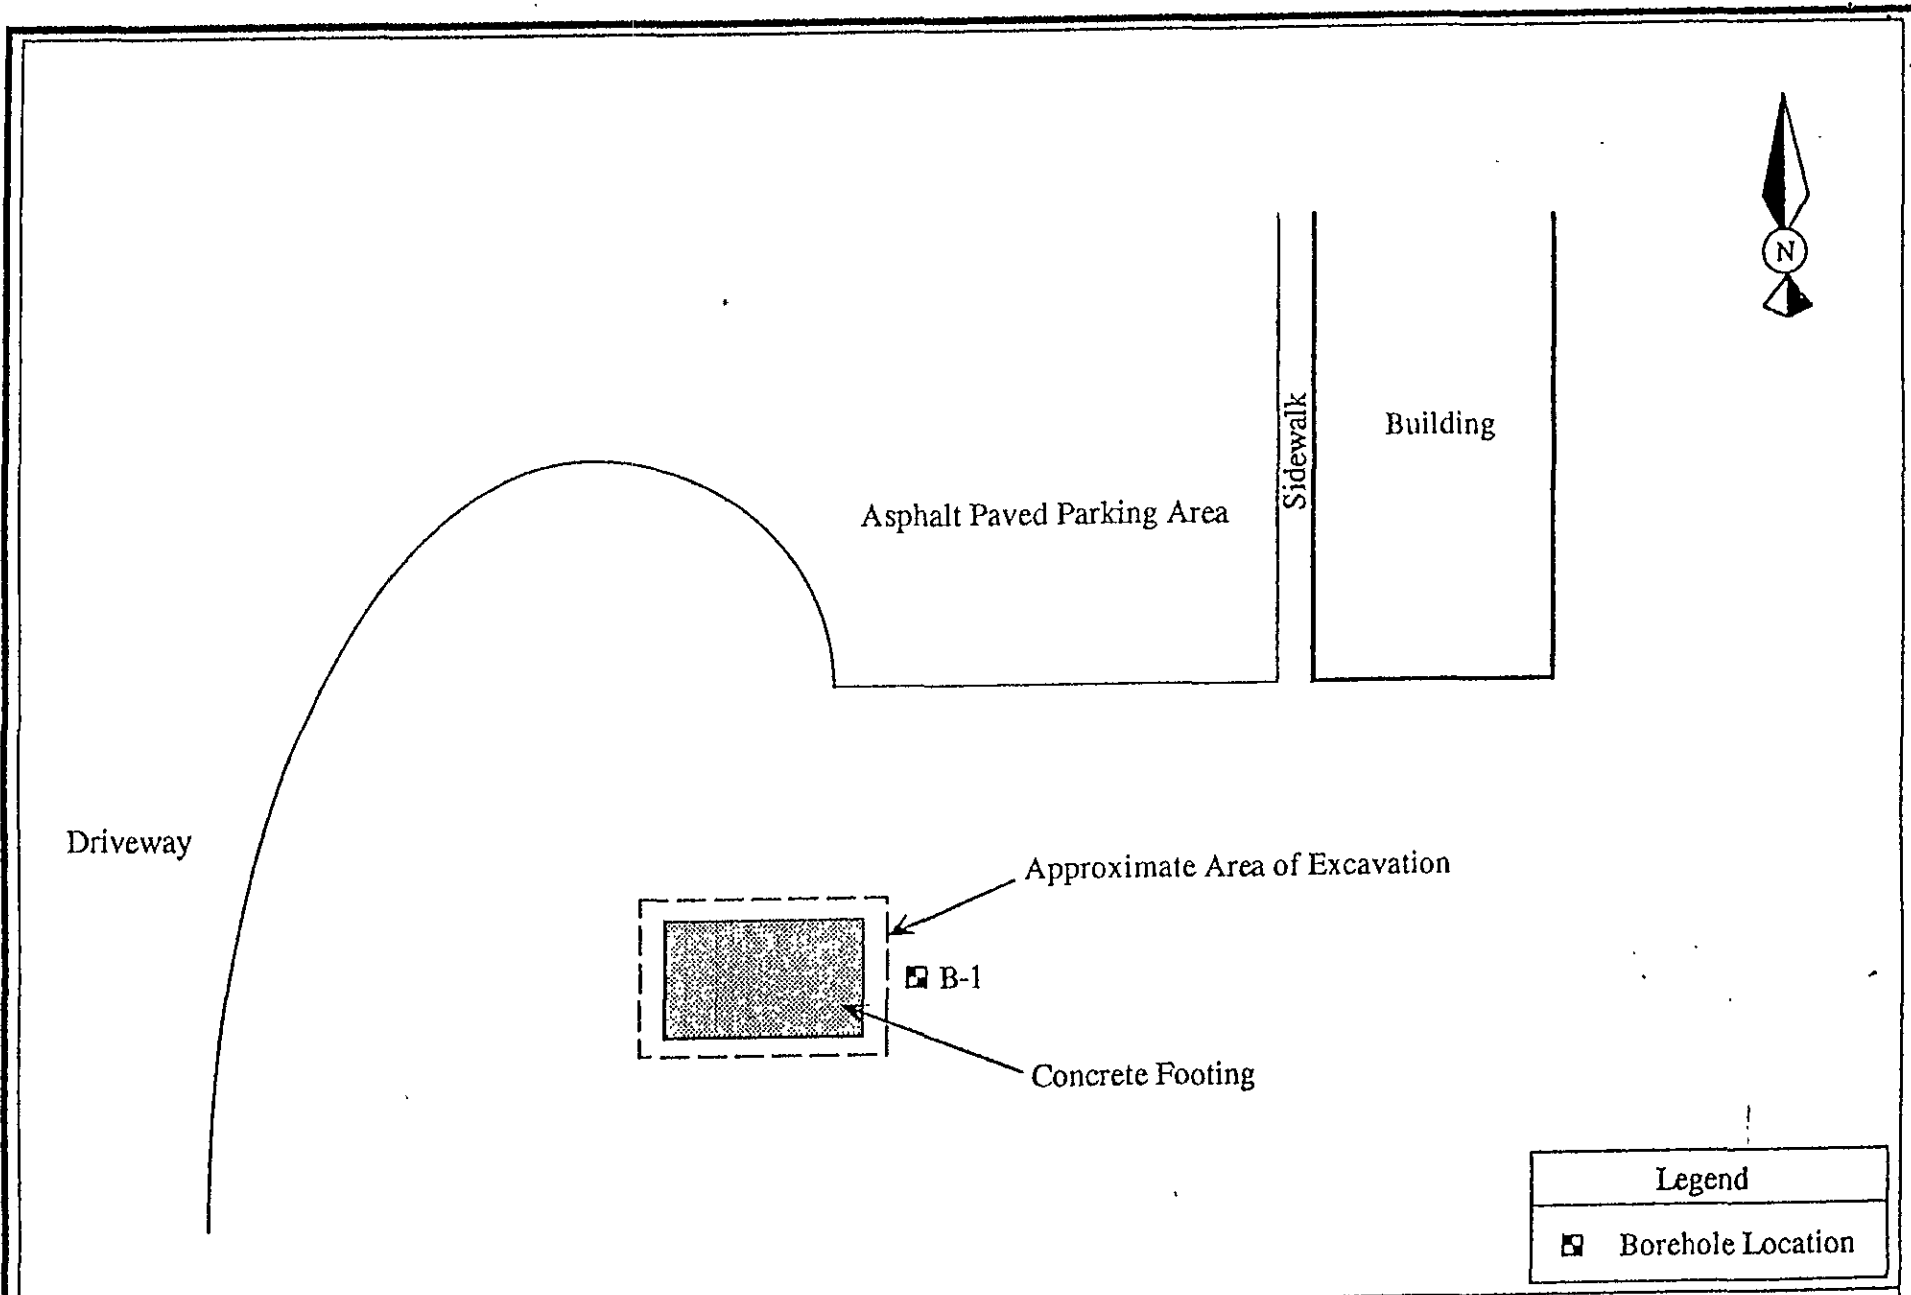 N
Sidewalk
Building
Asphalt Paved Parking Area
Driveway
Approximate Area of Excavation
B-1
Concrete Footing
Legend
Borehole Location